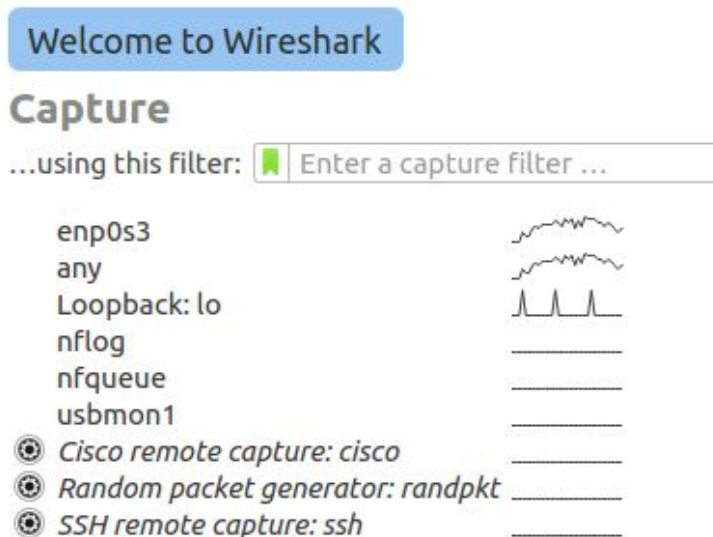 Welcome to Wireshark
Capture
...using this filter: Enter a capture filter ...
enp0s3
any
Loopback: lo
nflog
nfqueue
usbmon1
Cisco remote capture: cisco
Random packet generator: randpkt
SSH remote capture: ssh